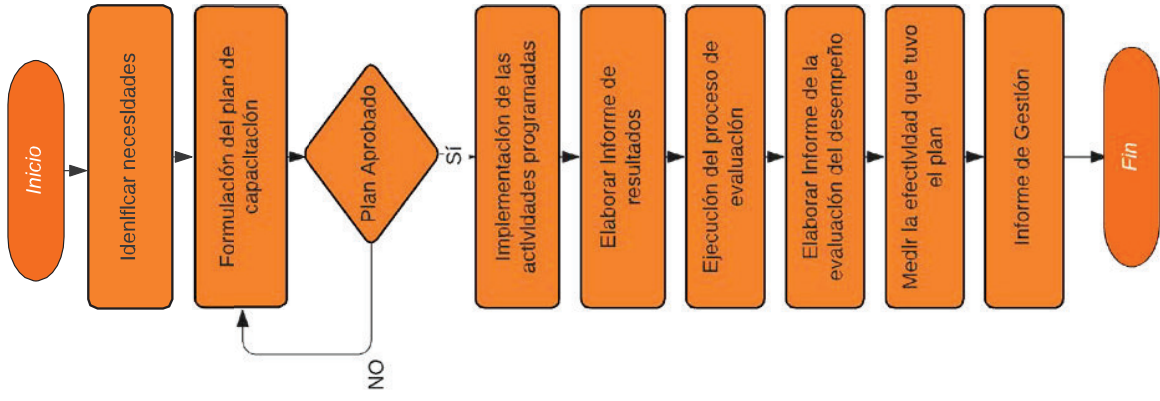 Inicio
Idenificar necesidades
Formulación del plan de
capacitación
Plan Aprobado
NO
Sí
Implementación de las
actividades programadas
Elaborar Informe de
resultados
Ejecución del proceso de
evaluación
Elaborar Informe de la
evaluación del desempeño
Medir la efectividad que tuvo
el plan
Informe de Gestión
Fin